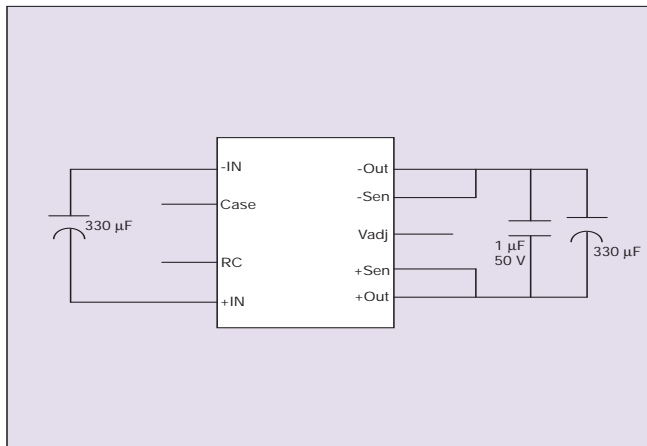 -IN
Case
RC
+IN
-Out
-Sen
Vadj
+Sen
+Out
330 µF
1 µF
50 V
330 µF